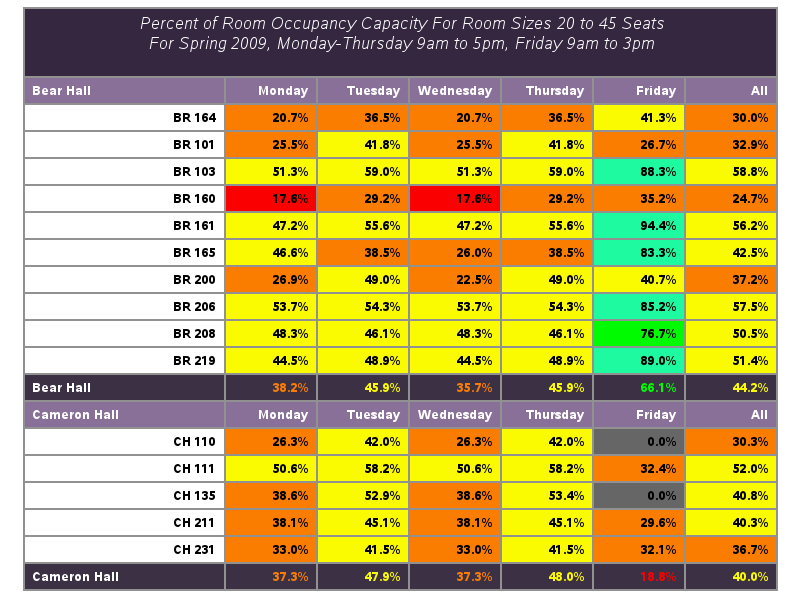 Percent of Room Occupancy Capacity For Room Sizes 20 to 45 Seats
For Spring 2009, Monday-Thursday 9am to 5pm, Friday 9am to 3pm
Bear Hall Monday Tuesday Wednesday Thursday Friday All
BR 164 20.7% 36.5% 20.7% 36.5% 41.3% 30.0%
BR 101 25.5% 41.8% 25.5% 41.8% 26.7% 32.9%
BR 103 51.3% 59.0% 51.3% 59.0% 88.3% 58.8%
BR 160 17.6% 29.2% 17.6% 29.2% 35.2% 24.7%
BR 161 47.2% 55.6% 47.2% 55.6% 94.4% 56.2%
BR 165 46.6% 38.5% 26.0% 38.5% 83.3% 42.5%
BR 200 26.9% 49.0% 22.5% 49.0% 40.7% 37.2%
BR 206 53.7% 54.3% 53.7% 54.3% 85.2% 57.5%
BR 208 48.3% 46.1% 48.3% 46.1% 76.7% 50.5%
BR 219 44.5% 48.9% 44.5% 48.9% 89.0% 51.4%
Bear Hall 38.2% 45.9% 35.7% 45.9% 66.1% 44.2%
Cameron Hall Monday Tuesday Wednesday Thursday Friday All
CH 110 26.3% 42.0% 26.3% 42.0% 0.0% 30.3%
CH 111 50.6% 58.2% 50.6% 58.2% 32.4% 52.0%
CH 135 38.6% 52.9% 38.6% 53.4% 0.0% 40.8%
CH 211 38.1% 45.1% 38.1% 45.1% 29.6% 40.3%
CH 231 33.0% 41.5% 33.0% 41.5% 32.1% 36.7%
Cameron Hall 37.3% 47.9% 37.3% 48.0% 18.8% 40.0%